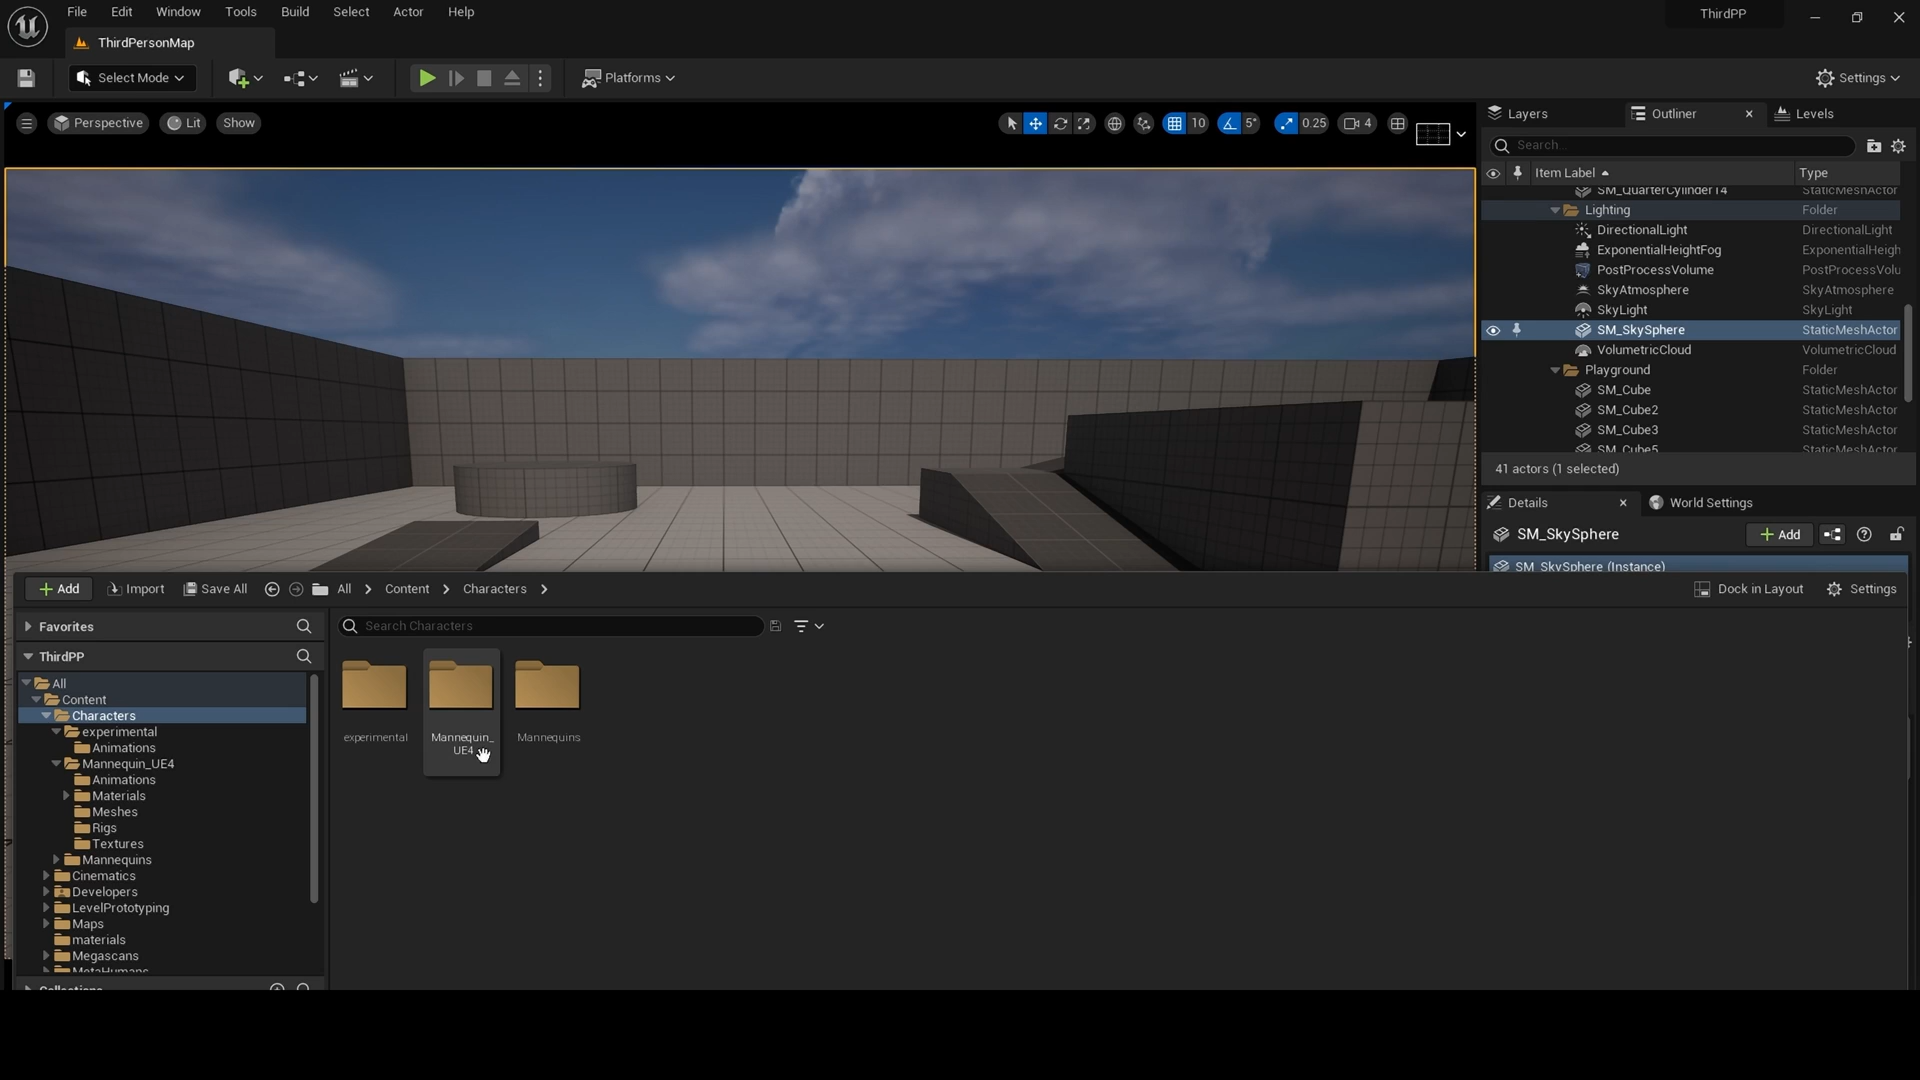 File Edit Window Tools Build Select Actor Help
ThirdPP
ThirdPersonMap
Select Mode
Platforms
Settings
Perspective Lit Show
10 5° 0.25 4
Layers Outliner Levels
Search...
Item Label Type
SM_QuarterCylinder14 StaticMeshActor
Lighting Folder
DirectionalLight DirectionalLight
ExponentialHeightFog ExponentialHeigh
PostProcessVolume PostProcessVolu
SkyAtmosphere SkyAtmosphere
SkyLight SkyLight
SM_SkySphere StaticMeshActor
VolumetricCloud VolumetricCloud
Playground Folder
SM_Cube StaticMeshActor
SM_Cube2 StaticMeshActor
SM_Cube3 StaticMeshActor
SM_Cube5 StaticMeshActor
41 actors (1 selected)
Details World Settings
SM_SkySphere Add
SM_SkySphere (Instance)
Add Import Save All All Content Characters Dock in Layout Settings
Favorites
Search Characters
ThirdPP
All
Content
Characters
experimental
Animations
Mannequin_UE4
Animations
Materials
Meshes
Rigs
Textures
Mannequins
Cinematics
Developers
LevelPrototyping
Maps
materials
Megascans
MetaHumans
Collections
experimental
Mannequin_
UE4
Mannequins